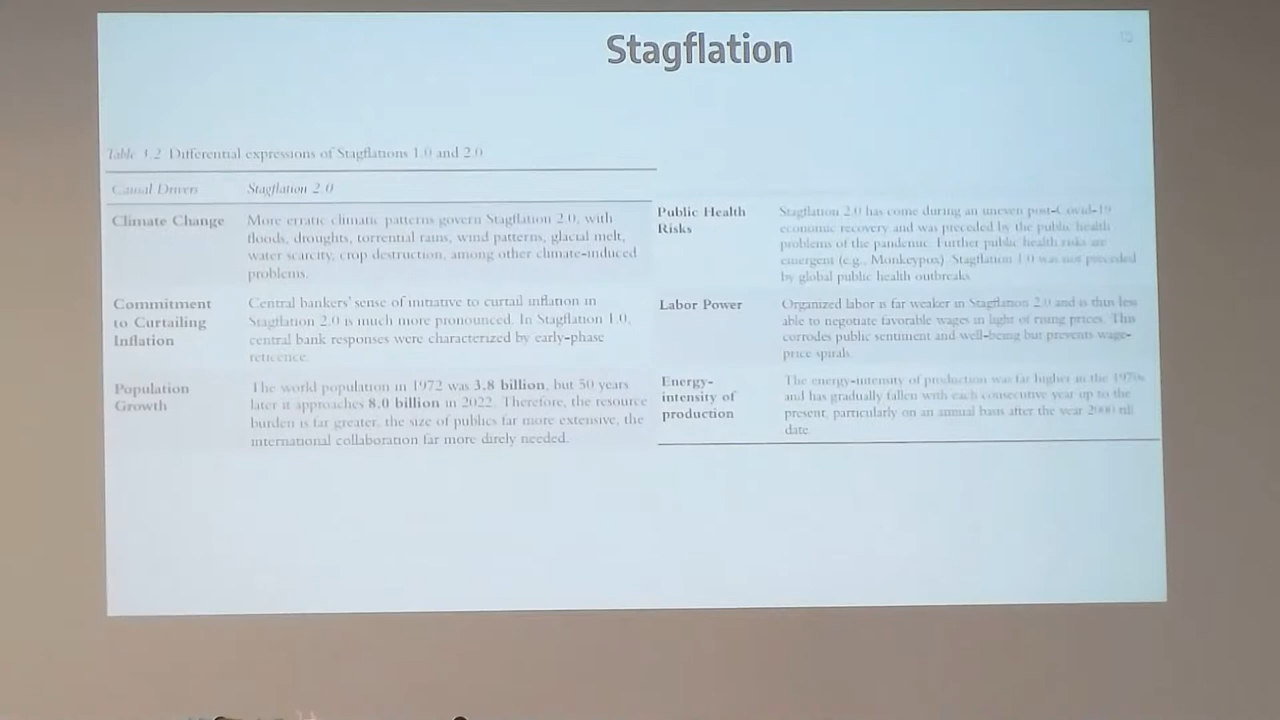 Stagflation
Table 3.2 Differential expressions of Stagflations 1.0 and 2.0
Causal Drivers Stagflation 2.0
Climate Change More erratic climatic patterns govern Stagflation 2.0, with
floods, droughts, torrential rains, wind patterns, glacial melt,
water scarcity, crop destruction, among other climate-induced
problems.
Commitment Central bankers' sense of initiative to curtail inflation in
to Curtailing Stagflation 2.0 is much more pronounced. In Stagflation 1.0,
Inflation central bank responses were characterized by early-phase
reticence.
Population The world population in 1972 was 3.8 billion, but 50 years
Growth later it approaches 8.0 billion in 2022. Therefore, the resource
burden is far greater, the size of publics far more extensive, the
international collaboration far more direly needed.
Public Health Stagflation 2.0 has come during an uneven post-Covid-19
Risks economic recovery and was preceded by the public health
problems of the pandemic. Further public health risks are
emergent (e.g., Monkeypox). Stagflation 1.0 was not preceded
by global public health outbreaks.
Labor Power Organized labor is far weaker in Stagflation 2.0 and is thus less
able to negotiate favorable wages in light of rising prices. This
corrodes public sentiment and well-being but prevents wage-
price spirals.
Energy- The energy-intensity of production was far higher in the 1970s
intensity of and has gradually fallen with each consecutive year up to the
production present, particularly on an annual basis after the year 2000 till
date.